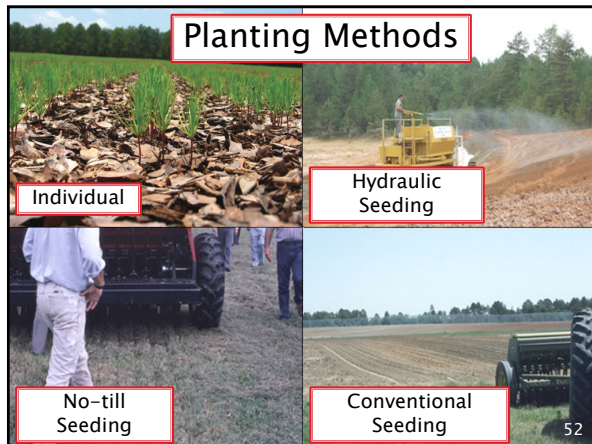 Planting Methods
Individual
Hydraulic
Seeding
No-till
Seeding
Conventional
Seeding
52